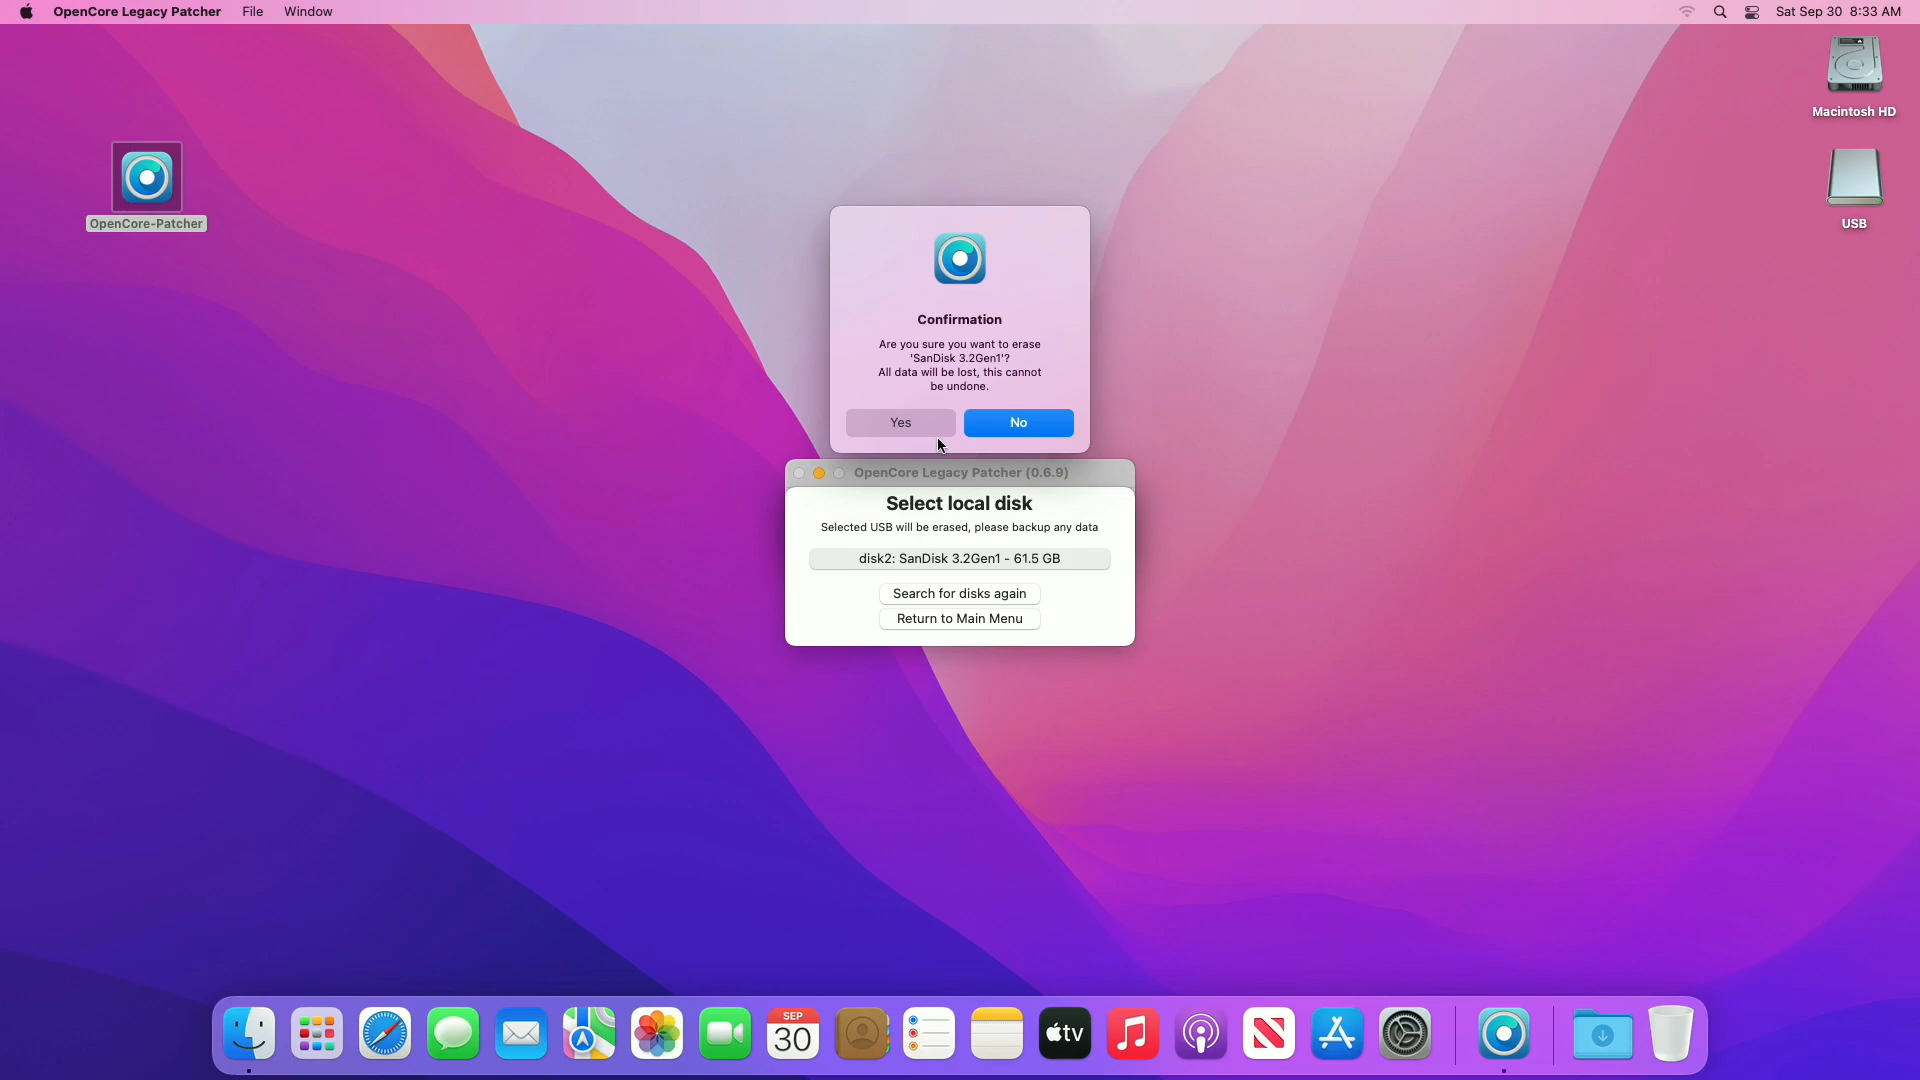 OpenCore Legacy Patcher File Window
Sat Sep 30 8:33 AM
Macintosh HD
OpenCore-Patcher
USB
Confirmation
Are you sure you want to erase
'SanDisk 3.2Gen1'?
All data will be lost, this cannot
be undone.
Yes No
OpenCore Legacy Patcher (0.6.9)
Select local disk
Selected USB will be erased, please backup any data
disk2: SanDisk 3.2Gen1 - 61.5 GB
Search for disks again
Return to Main Menu
SEP
30
tv